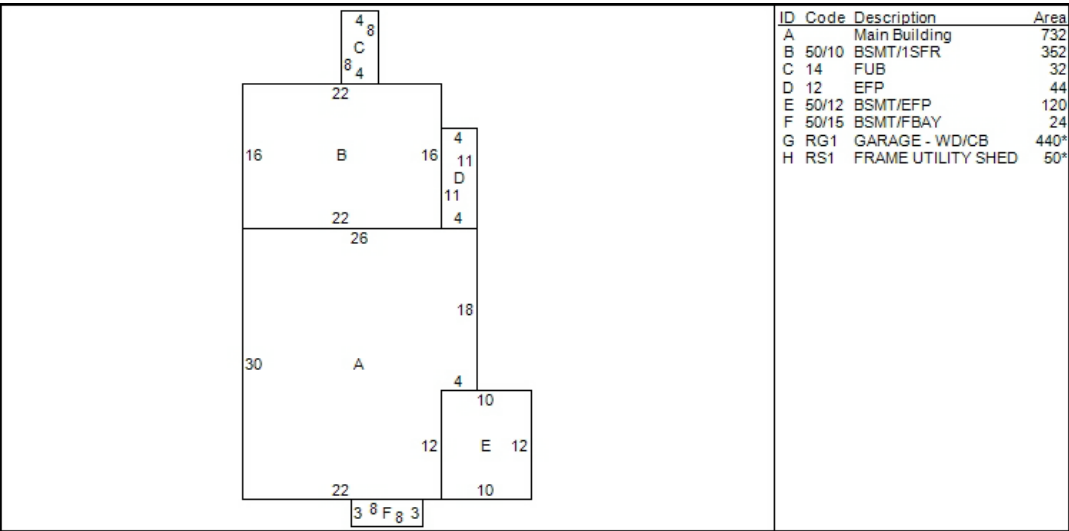 4
8
C
8
4
22
16 B 16
4
11
D
11
22 4
26
18
30 A
4
10
12 E 12
22 10
3 8 F 8 3
ID Code Description Area
A Main Building 732
B 50/10 BSMT/1SFR 352
C 14 FUB 32
D 12 EFP 44
E 50/12 BSMT/EFP 120
F 50/15 BSMT/FBAY 24
G RG1 GARAGE - WD/CB 440*
H RS1 FRAME UTILITY SHED 50*